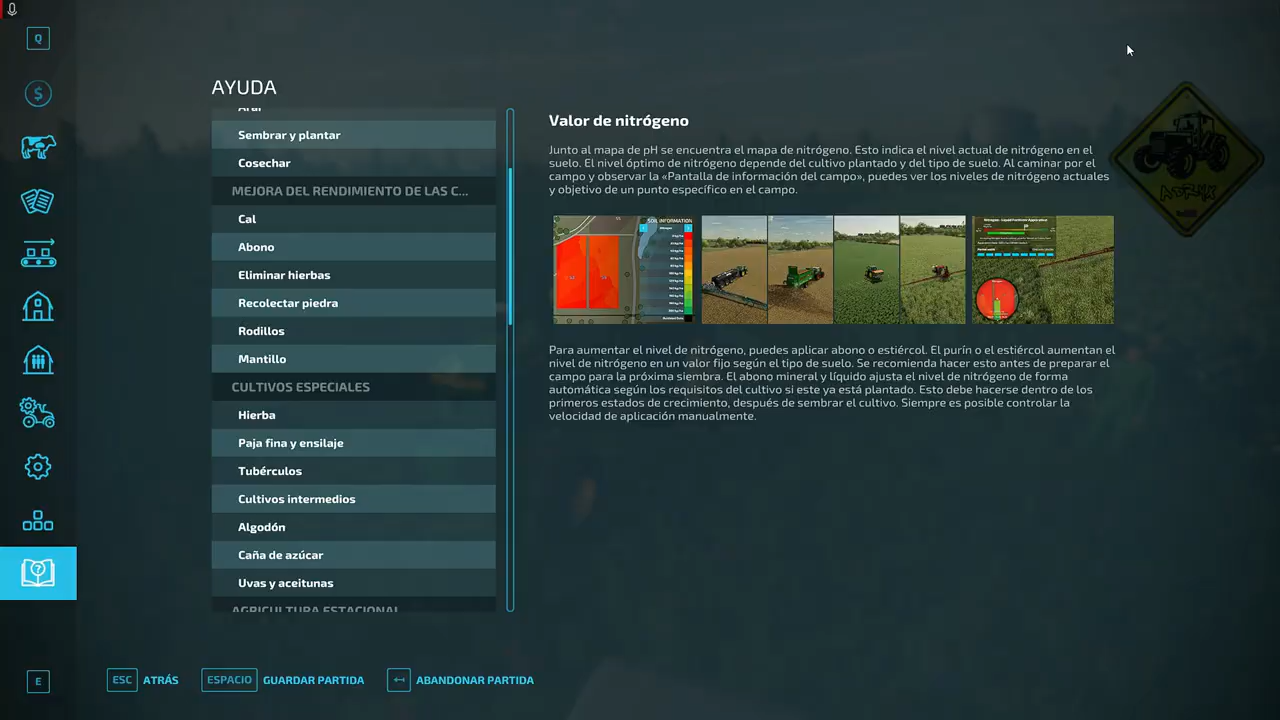 Q
AYUDA
Arar
Sembrar y plantar
Cosechar
MEJORA DEL RENDIMIENTO DE LAS C...
Cal
Abono
Eliminar hierbas
Recolectar piedra
Rodillos
Mantillo
CULTIVOS ESPECIALES
Hierba
Paja fina y ensilaje
Tubérculos
Cultivos intermedios
Algodón
Caña de azúcar
Uvas y aceitunas
AGRICULTURA ESTACIONAL
Valor de nitrógeno
Junto al mapa de pH se encuentra el mapa de nitrógeno. Esto indica el nivel actual de nitrógeno en el
suelo. El nivel óptimo de nitrógeno depende del cultivo plantado y del tipo de suelo. Al caminar por el
campo y observar la «Pantalla de información del campo», puedes ver los niveles de nitrógeno actuales
y objetivo de un punto específico en el campo.
SOIL INFORMATION
Para aumentar el nivel de nitrógeno, puedes aplicar abono o estiércol. El purín o el estiércol aumentan el
nivel de nitrógeno en un valor fijo según el tipo de suelo. Se recomienda hacer esto antes de preparar el
campo para la próxima siembra. El abono mineral y líquido ajusta el nivel de nitrógeno de forma
automática según los requisitos del cultivo si este ya está plantado. Esto debe hacerse dentro de los
primeros estados de crecimiento, después de sembrar el cultivo. Siempre es posible controlar la
velocidad de aplicación manualmente.
E
ESC ATRÁS ESPACIO GUARDAR PARTIDA ABANDONAR PARTIDA